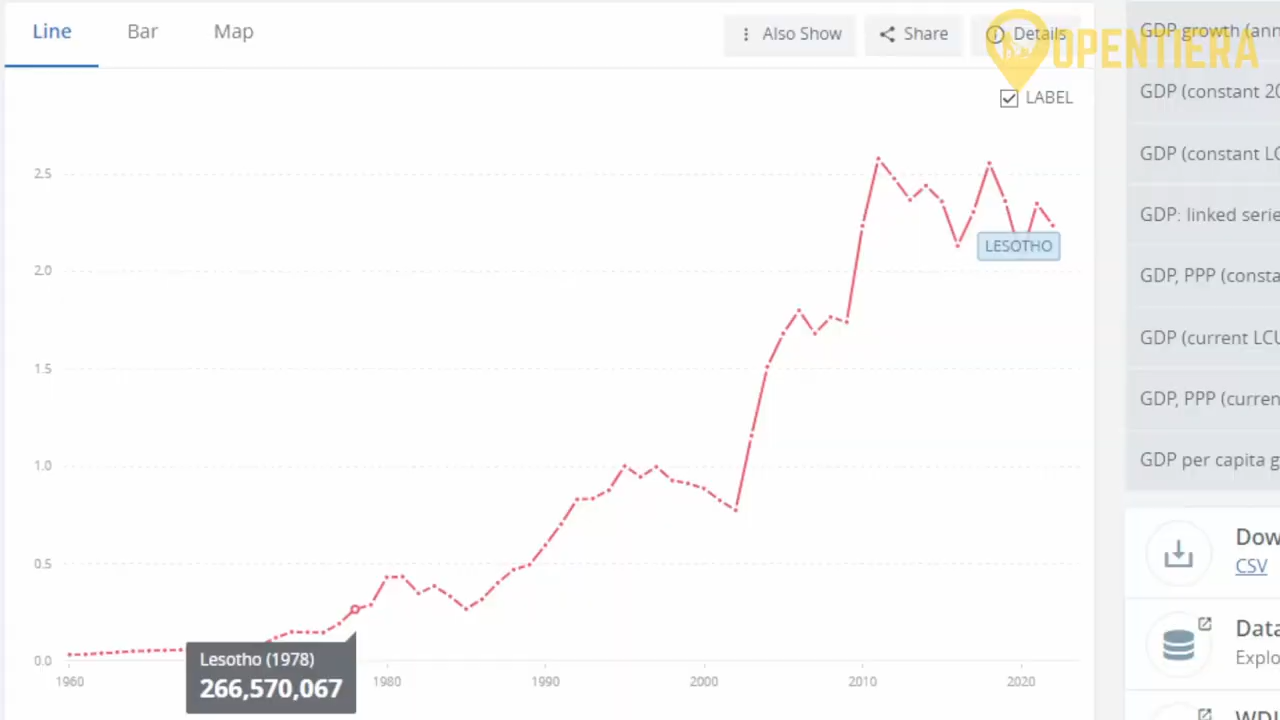 Line Bar Map
Also Show Share Details
OPENTIERA
LABEL
2.5
2.0
1.5
1.0
0.5
0.0
LESOTHO
Lesotho (1978)
266,570,067
1960 1980 1990 2000 2010 2020
GDP growth (ann
GDP (constant 20
GDP (constant LC
GDP: linked serie
GDP, PPP (consta
GDP (current LCU
GDP, PPP (curren
GDP per capita g
Dow
CSV
Data
Explo
WDI